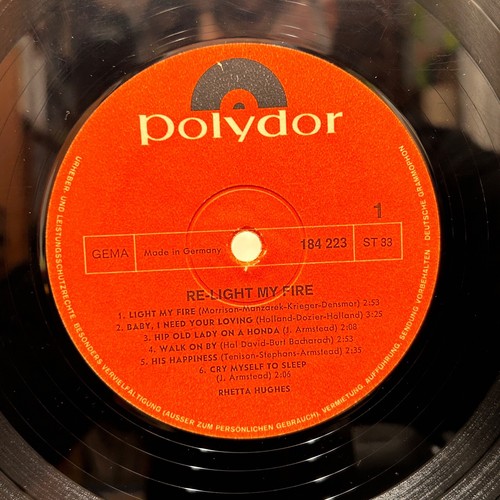 polydor
1
GEMA
Made in Germany
184 223
ST 33
RE-LIGHT MY FIRE
1. LIGHT MY FIRE (Morrison-Manzarek-Krieger-Densmot) 2:53
2. BABY, I NEED YOUR LOVING (Holland-Dozier-Holland) 3:25
3. HIP OLD LADY ON A HONDA (J. Armstead) 2:08
4. WALK ON BY (Hal David-Burl Bacharach) 2:53
5. HIS HAPPINESS (Tenison-Stephans-Armstead) 2:35
6. CRY MYSELF TO SLEEP
(J. Armstead) 2:06
RHETTA HUGHES
URHEBER- UND LEISTUNGSSCHUTZRECHTE BESONDERS VERVIELFÄLTIGUNG (AUSSER ZUM PERSÖNLICHEN GEBRAUCH), VERMIETUNG, AUFFÜHRUNG, SENDUNG VORBEHALTEN DEUTSCHE GRAMMOPHON